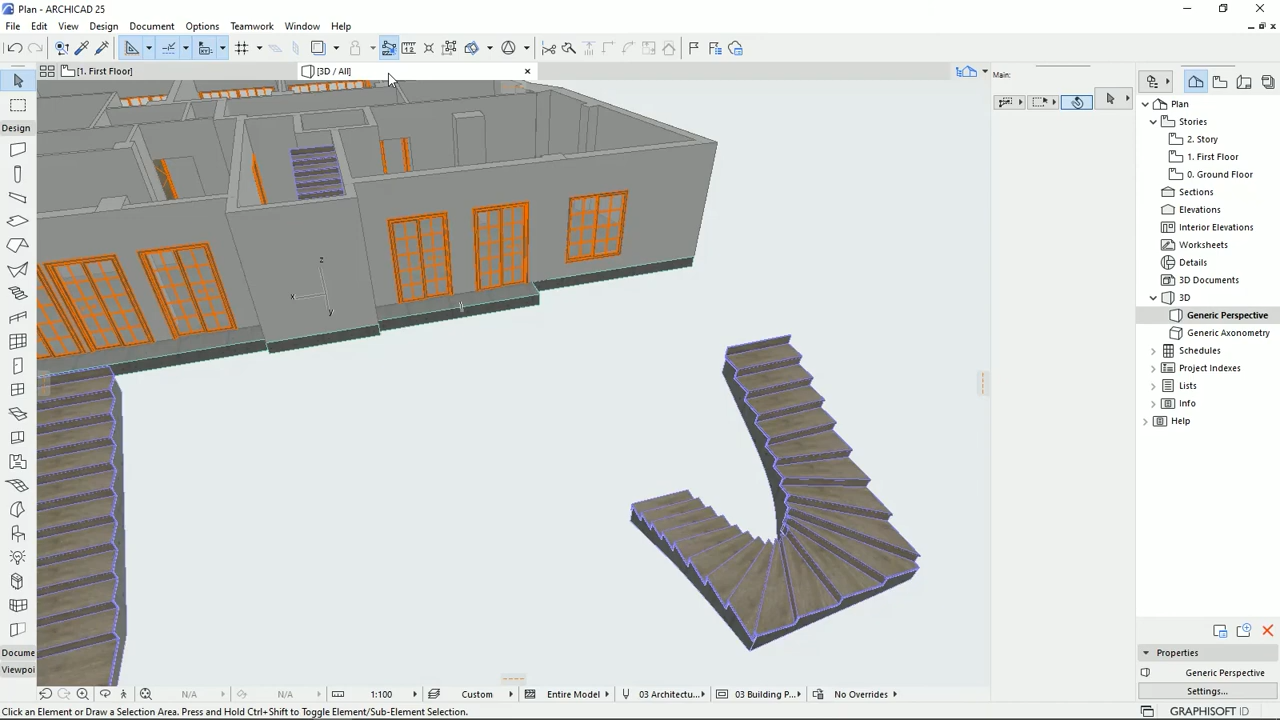 Plan - ARCHICAD 25
File Edit View Design Document Options Teamwork Window Help
[1. First Floor]
[3D / All]
Main:
Design
Plan
Stories
2. Story
1. First Floor
0. Ground Floor
Sections
Elevations
Interior Elevations
Worksheets
Details
3D Documents
3D
Generic Perspective
Generic Axonometry
Schedules
Project Indexes
Lists
Info
Help
z
x
y
Docume
Viewpoi
Properties
Generic Perspective
Settings...
N/A N/A 1:100 Custom Entire Model 03 Architectu... 03 Building P... No Overrides
Click an Element or Draw a Selection Area. Press and Hold Ctrl+Shift to Toggle Element/Sub-Element Selection.
GRAPHISOFT ID